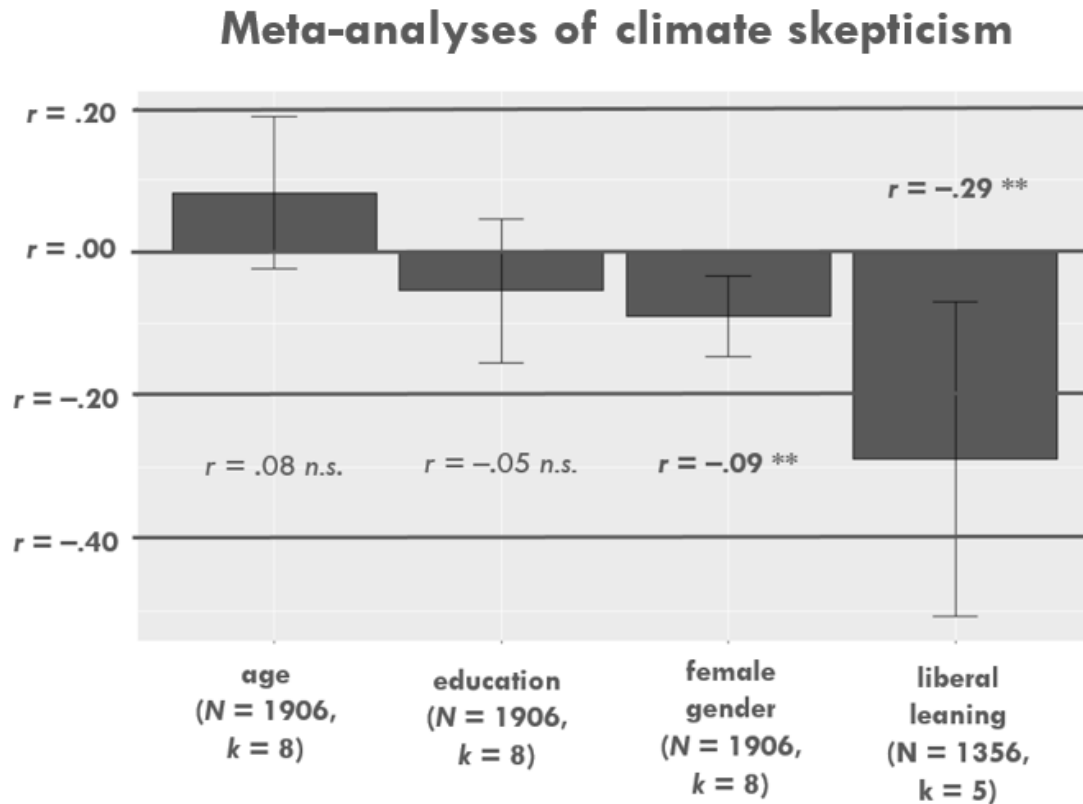 Meta-analyses of climate skepticism
r = .20
r = –.29 **
r = .00
r = –.20
r = .08 n.s.
r = –.05 n.s.
r = –.09 **
r = –.40
age
(N = 1906,
k = 8)
education
(N = 1906,
k = 8)
female
gender
(N = 1906,
k = 8)
liberal
leaning
(N = 1356,
k = 5)